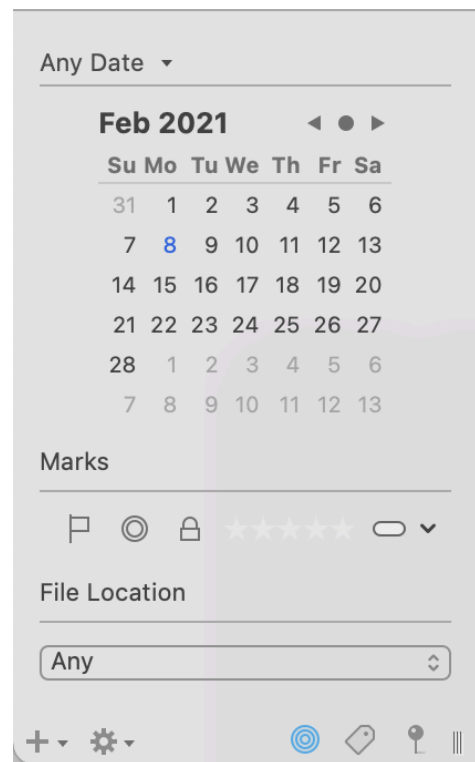 Any Date
Feb 2021
Su Mo Tu We Th Fr Sa
31 1 2 3 4 5 6
7 8 9 10 11 12 13
14 15 16 17 18 19 20
21 22 23 24 25 26 27
28 1 2 3 4 5 6
7 8 9 10 11 12 13
Marks
File Location
Any